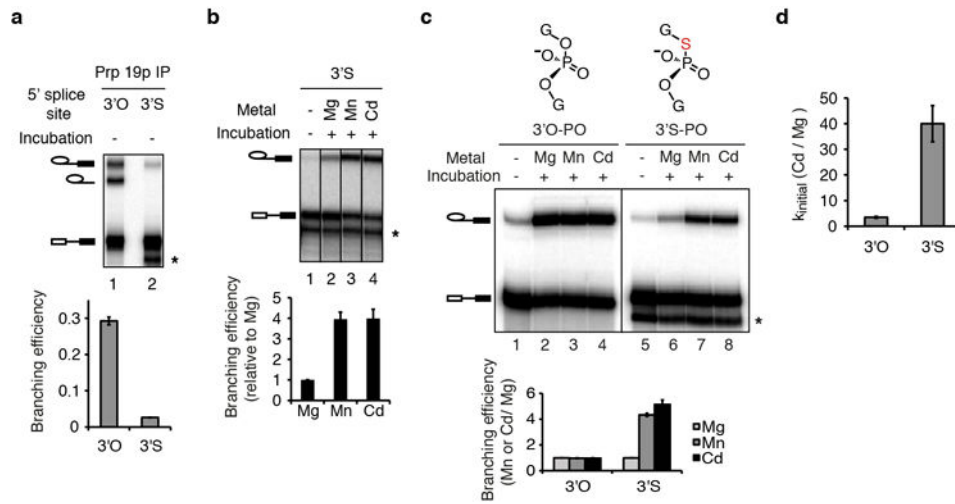 a
Prp 19p IP
5' splice site 3'O 3'S
Incubation - -
*
1 2
Branching efficiency
0.3
0.2
0.1
0
3'O 3'S
b
3'S
Metal - Mg Mn Cd
Incubation - + + +
*
1 2 3 4
Branching efficiency
(relative to Mg)
5
4
3
2
1
0
Mg Mn Cd
c
G O -O P O O G
G S -O P O O G
3'O-PO 3'S-PO
Metal - Mg Mn Cd - Mg Mn Cd
Incubation - + + + - + + +
*
1 2 3 4 5 6 7 8
Branching efficiency
(Mn or Cd/ Mg)
6
4
2
0
3'O 3'S
Mg
Mn
Cd
d
kinitial (Cd / Mg)
50
40
30
20
10
0
3'O 3'S